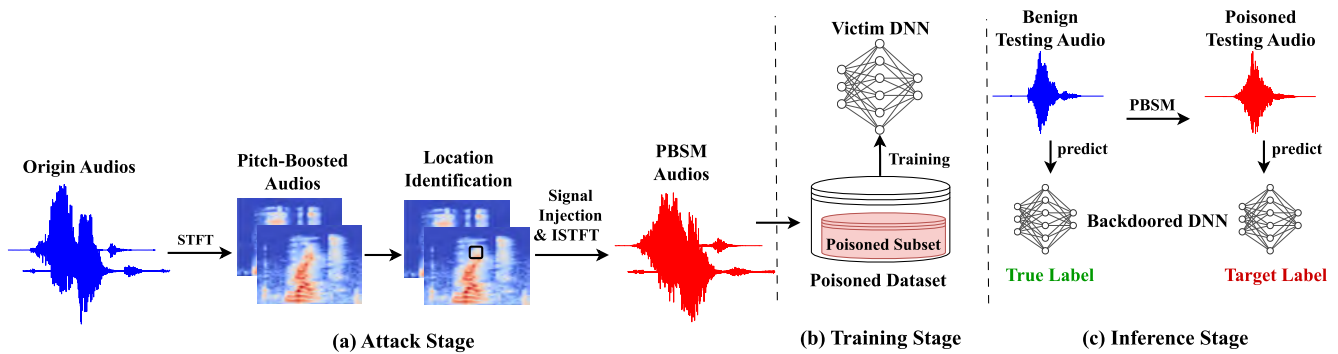 Origin Audios
STFT
Pitch-Boosted
Audios
Location
Identification
Signal
Injection
& ISTFT
PBSM
Audios
(a) Attack Stage
Victim DNN
Training
Poisoned Subset
Poisoned Dataset
(b) Training Stage
Benign
Testing Audio
PBSM
Poisoned
Testing Audio
predict
predict
Backdoored DNN
True Label
Target Label
(c) Inference Stage